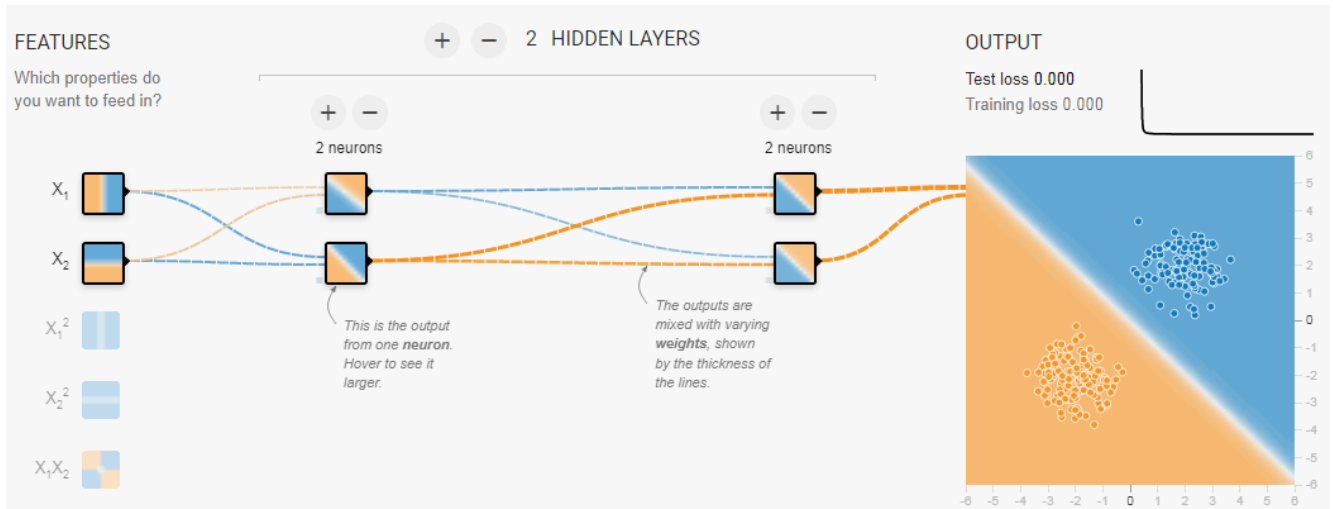 FEATURES
Which properties do
you want to feed in?
+ − 2 HIDDEN LAYERS
+ −
2 neurons
+ −
2 neurons
X₁
X₂
X₁²
X₂²
X₁X₂
This is the output
from one neuron.
Hover to see it
larger.
The outputs are
mixed with varying
weights, shown
by the thickness of
the lines.
OUTPUT
Test loss 0.000
Training loss 0.000
6
5
4
3
2
1
0
-1
-2
-3
-4
-5
-6
-6 -5 -4 -3 -2 -1 0 1 2 3 4 5 6